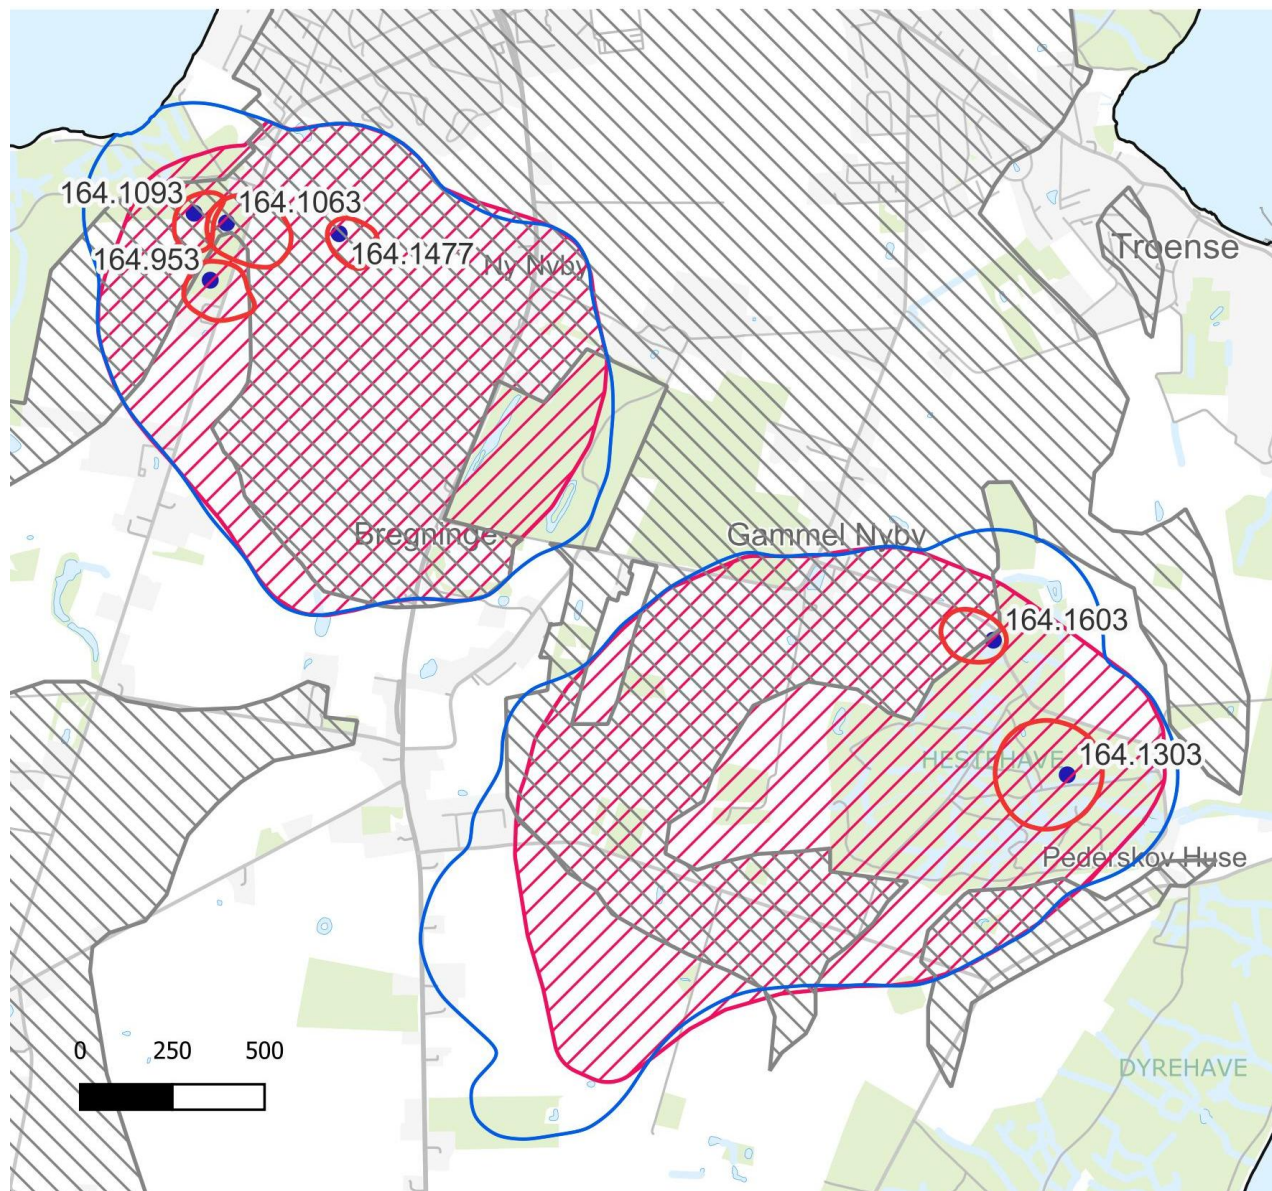 164.1093
164.1063
Troense
164.953
164.1477
Ny Nyby
Bregninge
Gammel Nyby
164.1603
164.1303
HESTEHAVE
Pederskov Huse
0 250 500
DYREHAVE